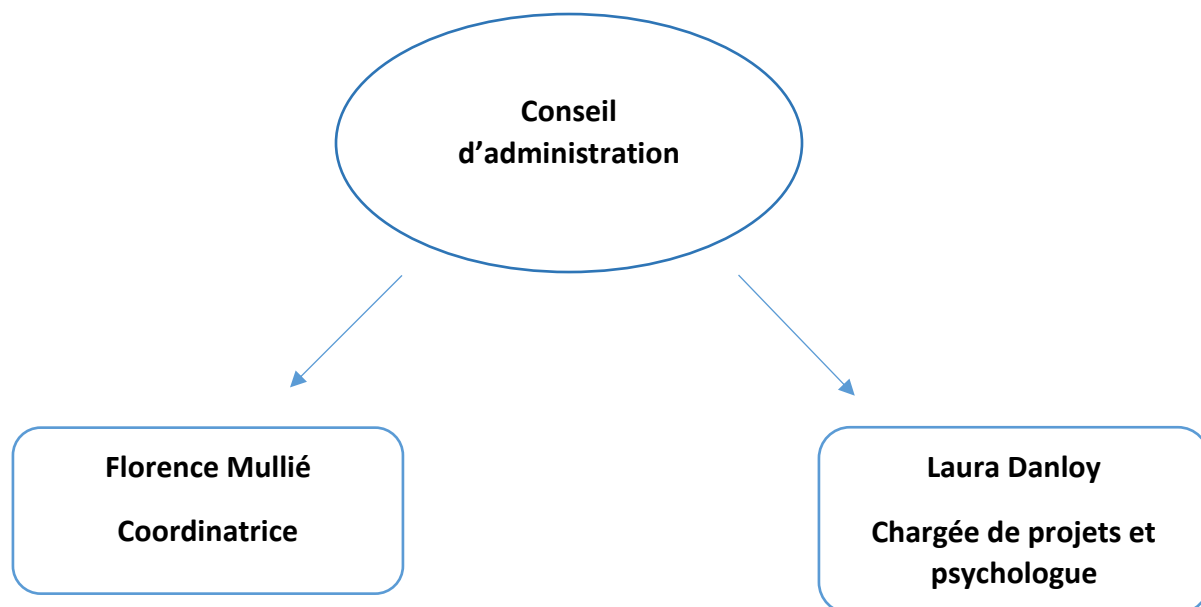 Conseil
d’administration
Florence Mullié
Coordinatrice
Laura Danloy
Chargée de projets et
psychologue